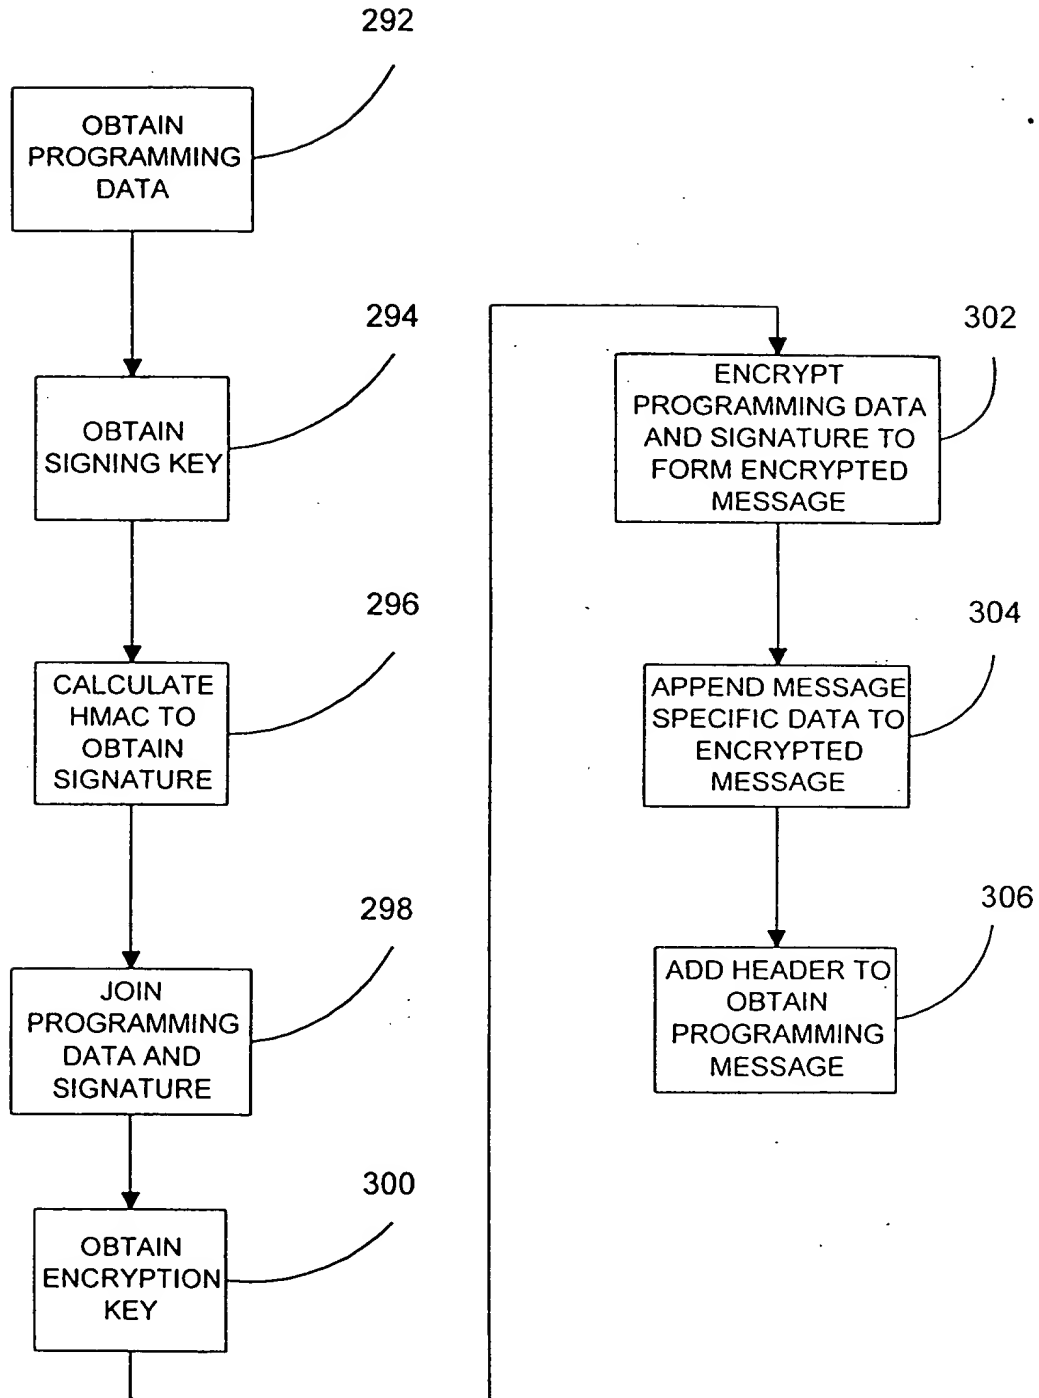 292
OBTAIN
PROGRAMMING
DATA
294
OBTAIN
SIGNING KEY
296
CALCULATE
HMAC TO
OBTAIN
SIGNATURE
298
JOIN
PROGRAMMING
DATA AND
SIGNATURE
300
OBTAIN
ENCRYPTION
KEY
302
ENCRYPT
PROGRAMMING DATA
AND SIGNATURE TO
FORM ENCRYPTED
MESSAGE
304
APPEND MESSAGE
SPECIFIC DATA TO
ENCRYPTED
MESSAGE
306
ADD HEADER TO
OBTAIN
PROGRAMMING
MESSAGE